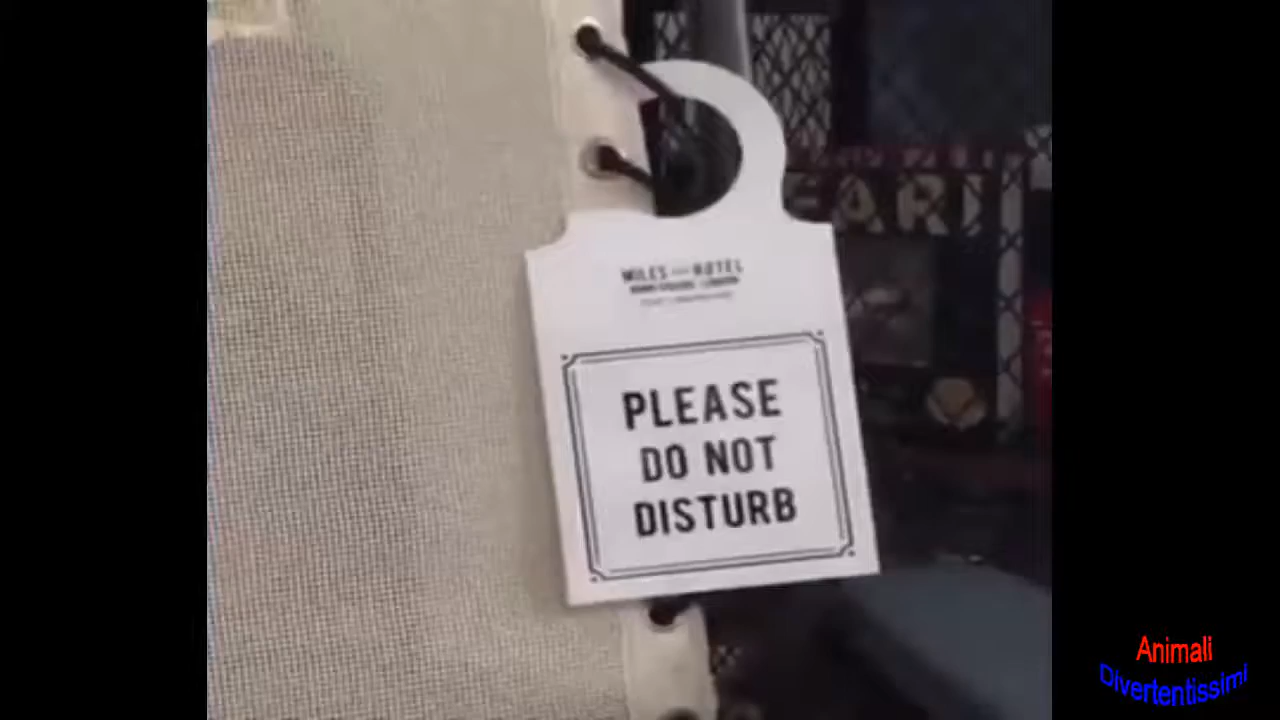 MILES HOTEL
PLEASE
DO NOT
DISTURB
Animali
Divertentissimi